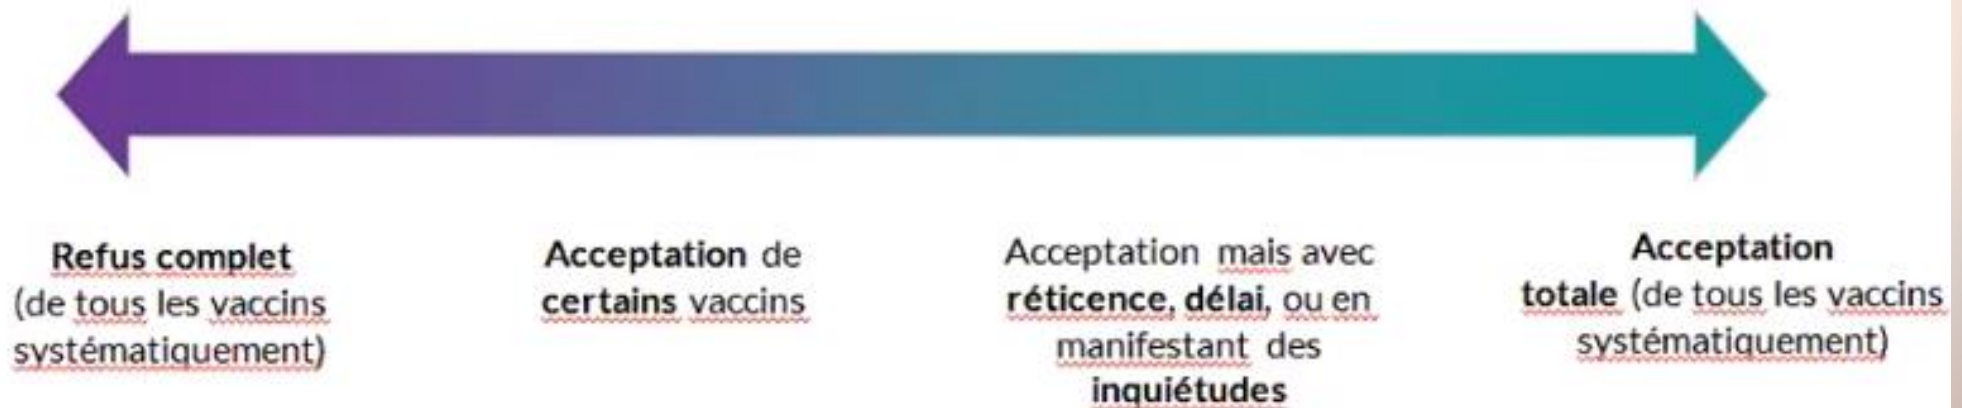 Refus complet
(de tous les vaccins
systématiquement)
Acceptation de
certains vaccins
Acceptation mais avec
réticence, délai, ou en
manifestant des
inquiétudes
Acceptation
totale (de tous les vaccins
systématiquement)